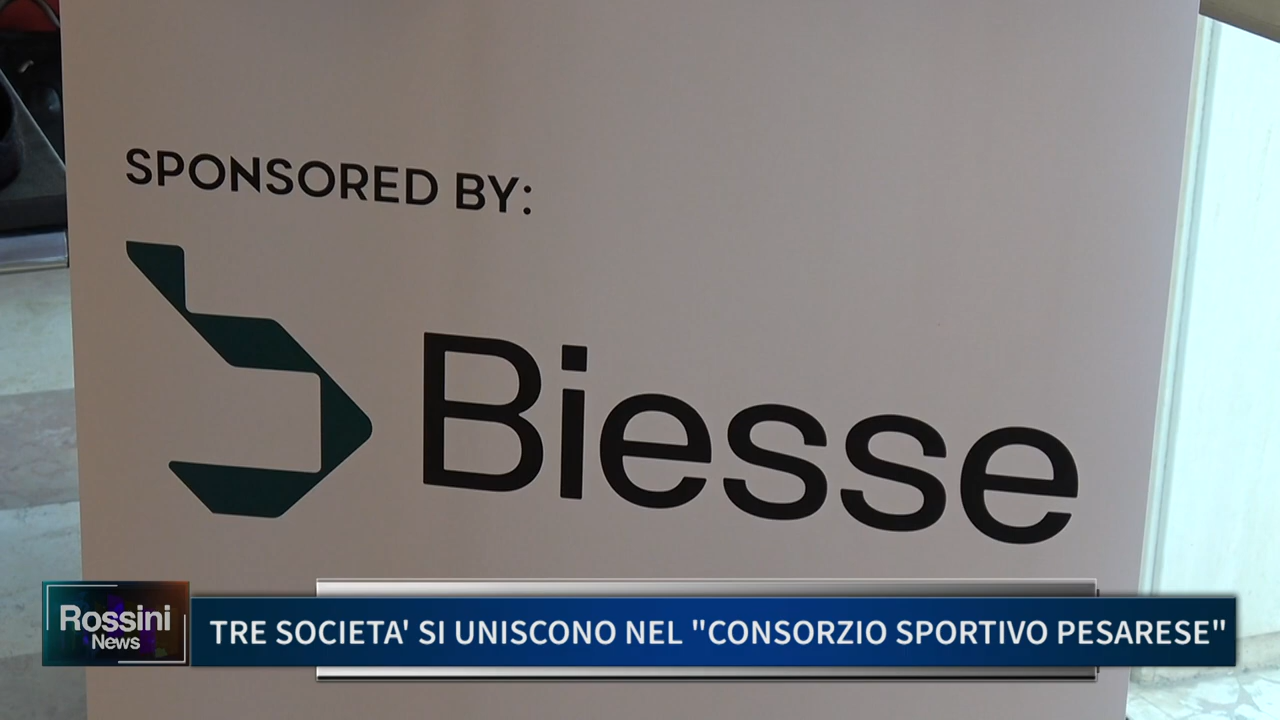 SPONSORED BY:
Biesse
Rossini
News
TRE SOCIETA' SI UNISCONO NEL "CONSORZIO SPORTIVO PESARESE"